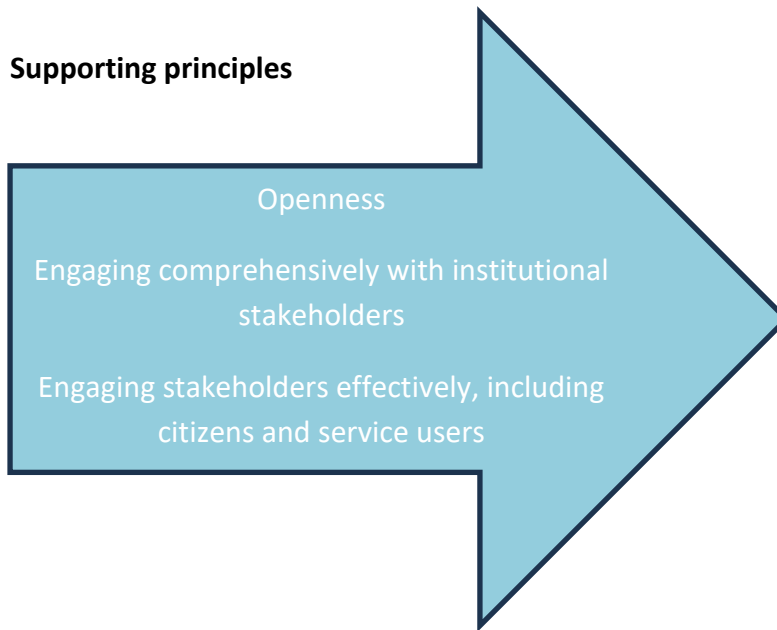 Supporting principles
Openness
Engaging comprehensively with institutional
stakeholders
Engaging stakeholders effectively, including
citizens and service users